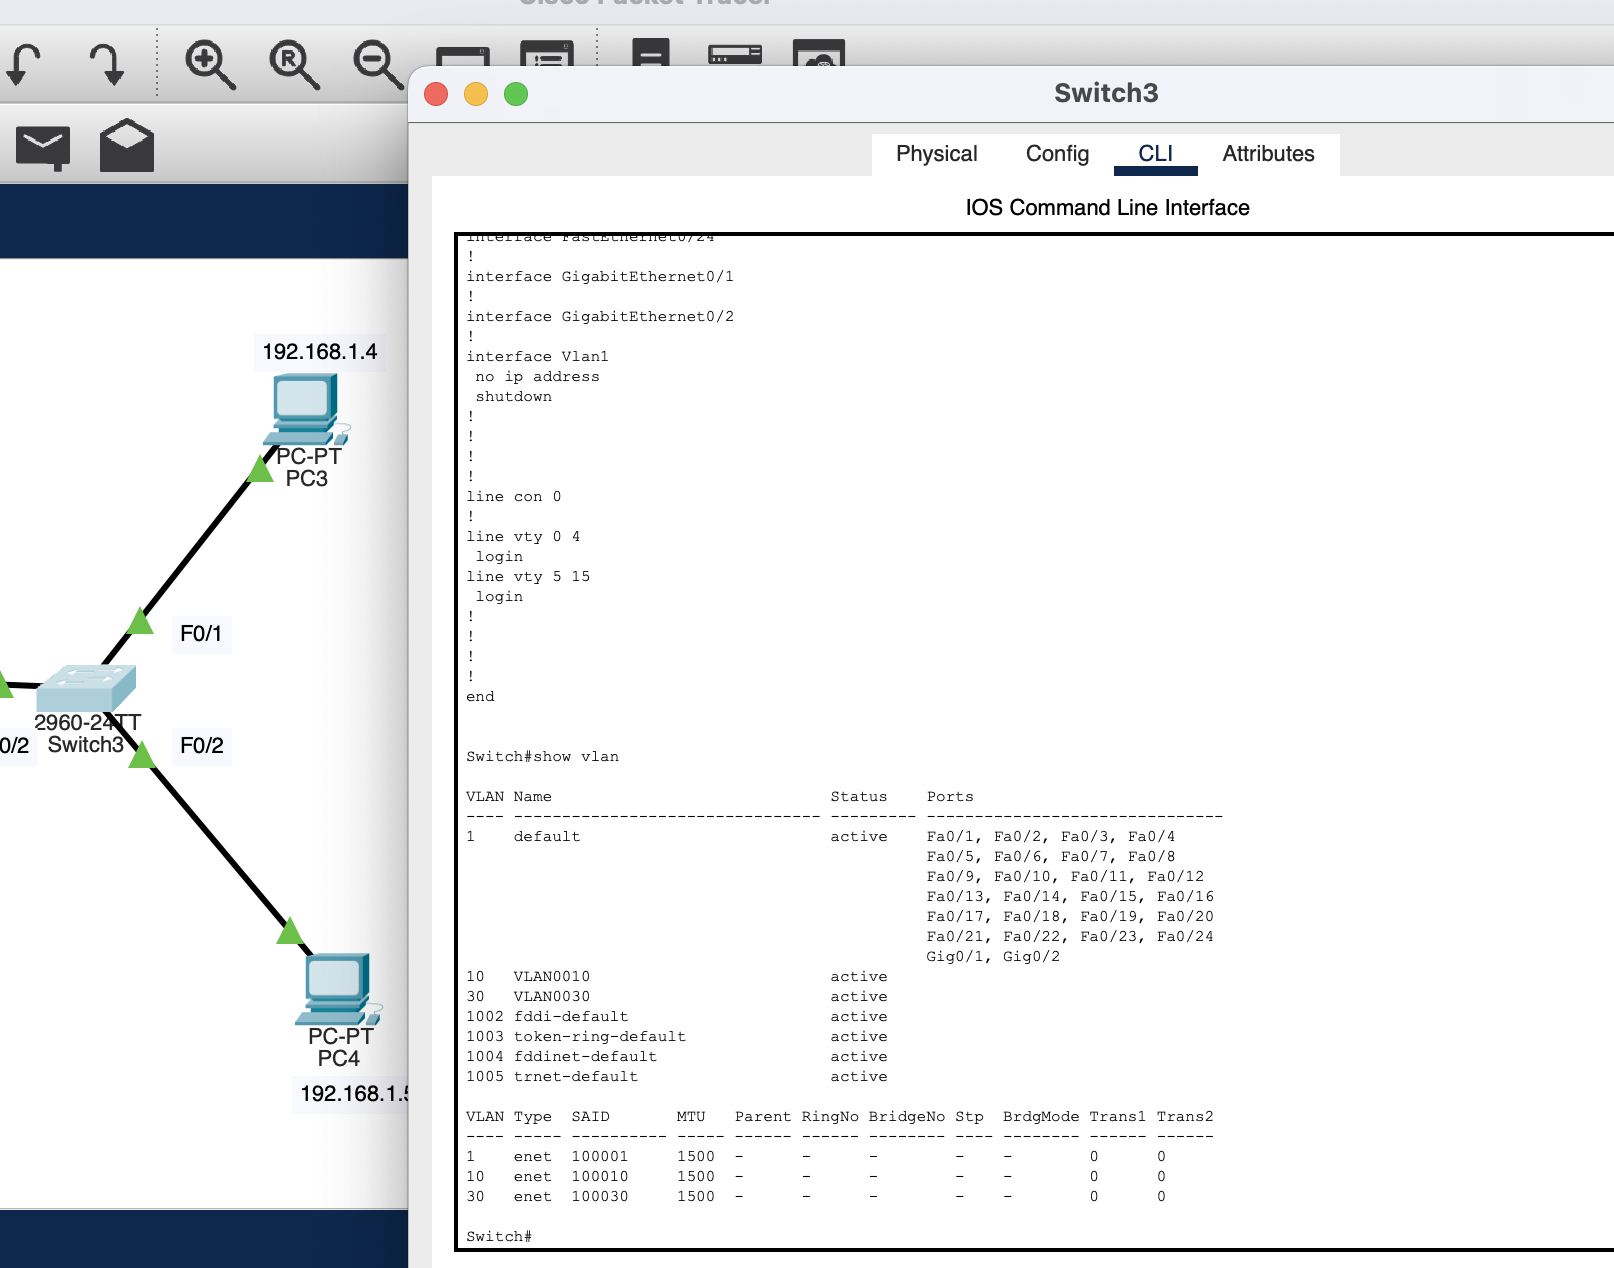 Cisco Packet Tracer
R
Switch3
Physical Config CLI Attributes
IOS Command Line Interface
interface FastEthernet0/24
!
interface GigabitEthernet0/1
!
interface GigabitEthernet0/2
!
interface Vlan1
 no ip address
 shutdown
!
!
!
!
line con 0
!
line vty 0 4
 login
line vty 5 15
 login
!
!
!
!
end
Switch#show vlan
VLAN Name                             Status    Ports
---- -------------------------------- --------- -------------------------------
1    default                          active    Fa0/1, Fa0/2, Fa0/3, Fa0/4
                                                Fa0/5, Fa0/6, Fa0/7, Fa0/8
                                                Fa0/9, Fa0/10, Fa0/11, Fa0/12
                                                Fa0/13, Fa0/14, Fa0/15, Fa0/16
                                                Fa0/17, Fa0/18, Fa0/19, Fa0/20
                                                Fa0/21, Fa0/22, Fa0/23, Fa0/24
                                                Gig0/1, Gig0/2
10   VLAN0010                         active
30   VLAN0030                         active
1002 fddi-default                     active
1003 token-ring-default               active
1004 fddinet-default                  active
1005 trnet-default                    active
VLAN Type  SAID       MTU   Parent RingNo BridgeNo Stp  BrdgMode Trans1 Trans2
---- ----- ---------- ----- ------ ------ -------- ---- -------- ------ ------
1    enet  100001     1500  -      -      -        -    -        0      0
10   enet  100010     1500  -      -      -        -    -        0      0
30   enet  100030     1500  -      -      -        -    -        0      0
Switch#
192.168.1.4
PC-PT
PC3
F0/1
2960-24TT
Switch3
0/2
F0/2
PC-PT
PC4
192.168.1.5